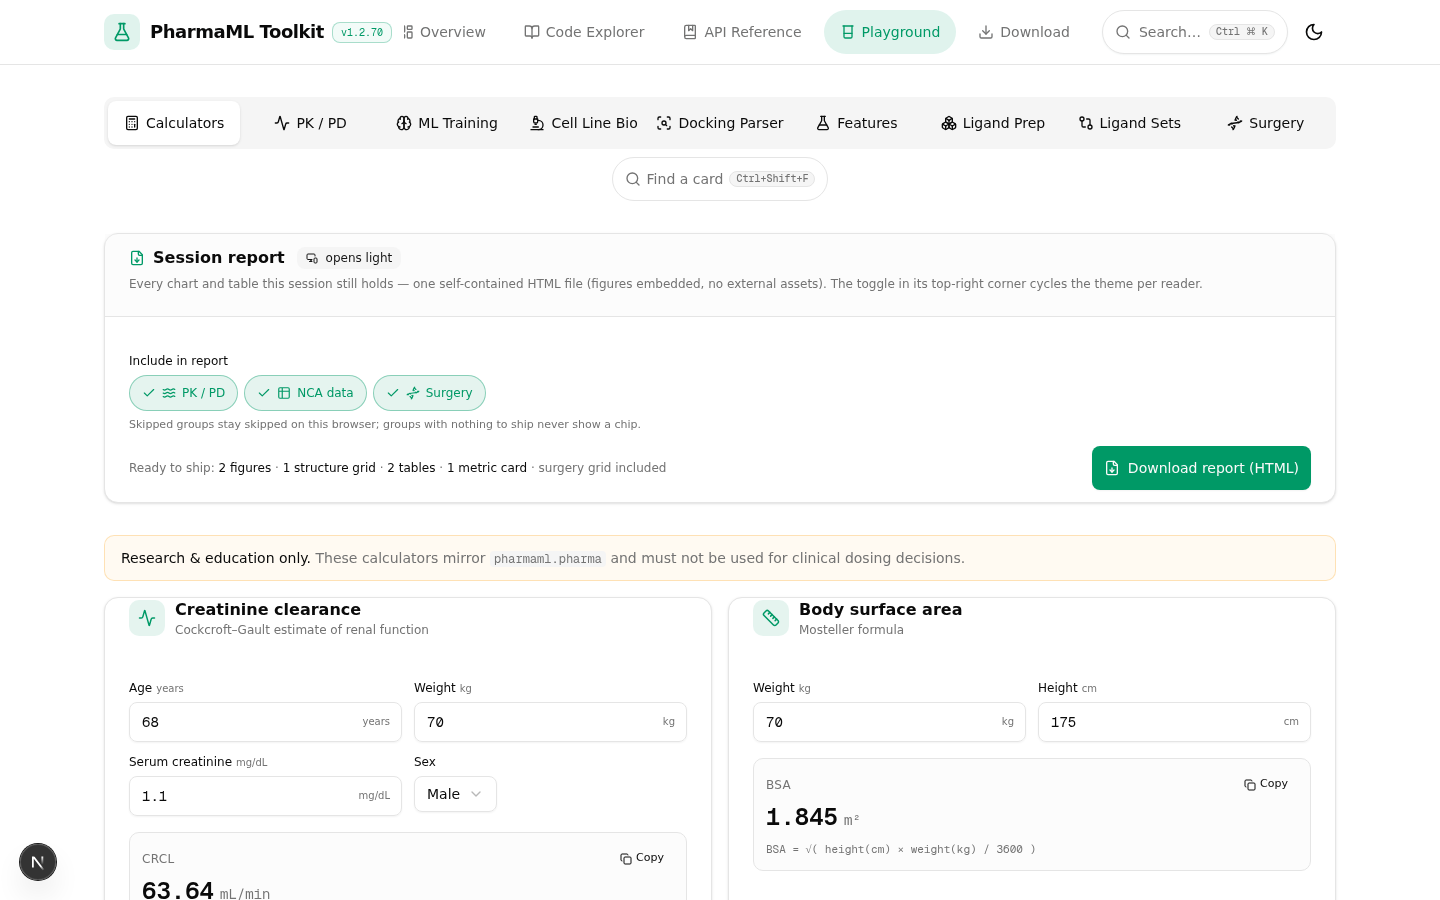 PharmaML Toolkit v1.2.70 Overview Code Explorer API Reference Playground Download Search... Ctrl ⌘ K
Calculators PK / PD ML Training Cell Line Bio Docking Parser Features Ligand Prep Ligand Sets Surgery
Find a card Ctrl+Shift+F
Session report opens light
Every chart and table this session still holds — one self-contained HTML file (figures embedded, no external assets). The toggle in its top-right corner cycles the theme per reader.
Include in report
PK / PD NCA data Surgery
Skipped groups stay skipped on this browser; groups with nothing to ship never show a chip.
Ready to ship: 2 figures · 1 structure grid · 2 tables · 1 metric card · surgery grid included
Download report (HTML)
Research & education only. These calculators mirror pharmaml.pharma and must not be used for clinical dosing decisions.
Creatinine clearance
Cockcroft–Gault estimate of renal function
Age years Weight kg
68 years 70 kg
Serum creatinine mg/dL Sex
1.1 mg/dL Male
CRCL Copy
63.64 mL/min
Body surface area
Mosteller formula
Weight kg Height cm
70 kg 175 cm
BSA Copy
1.845 m²
BSA = √( height(cm) × weight(kg) / 3600 )
N